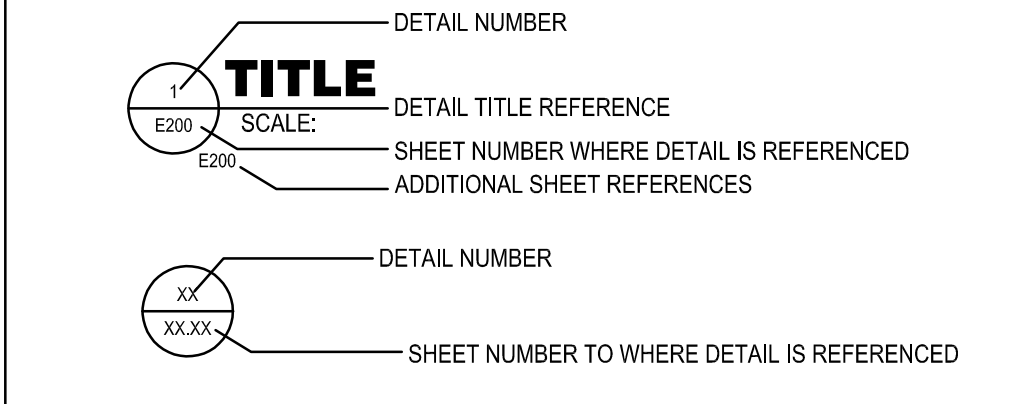 DETAIL NUMBER
1
TITLE
DETAIL TITLE REFERENCE
E200
SCALE:
SHEET NUMBER WHERE DETAIL IS REFERENCED
E200
ADDITIONAL SHEET REFERENCES
DETAIL NUMBER
XX
XX.XX
SHEET NUMBER TO WHERE DETAIL IS REFERENCED